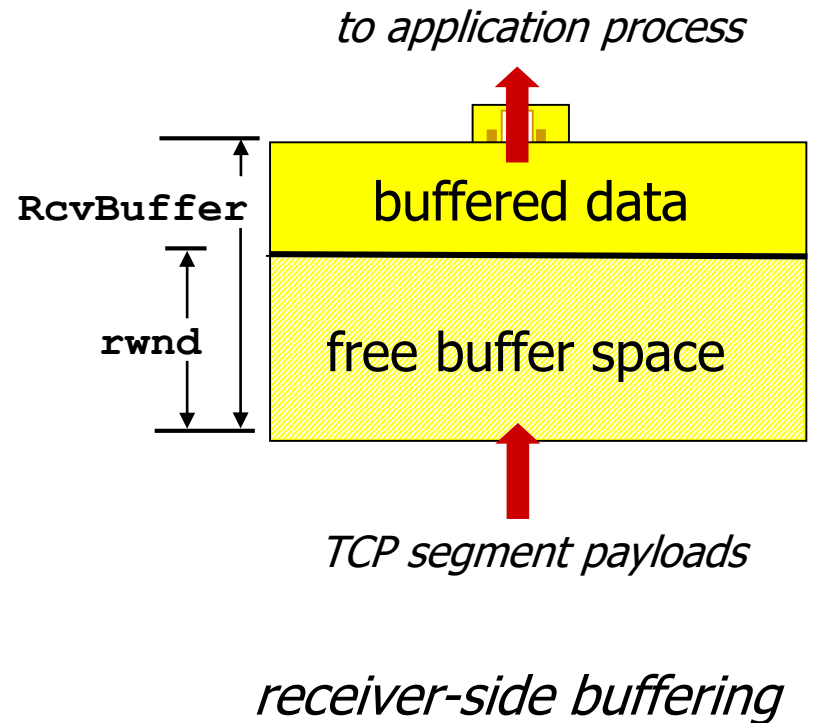 to application process
RcvBuffer
buffered data
rwnd
free buffer space
TCP segment payloads
receiver-side buffering